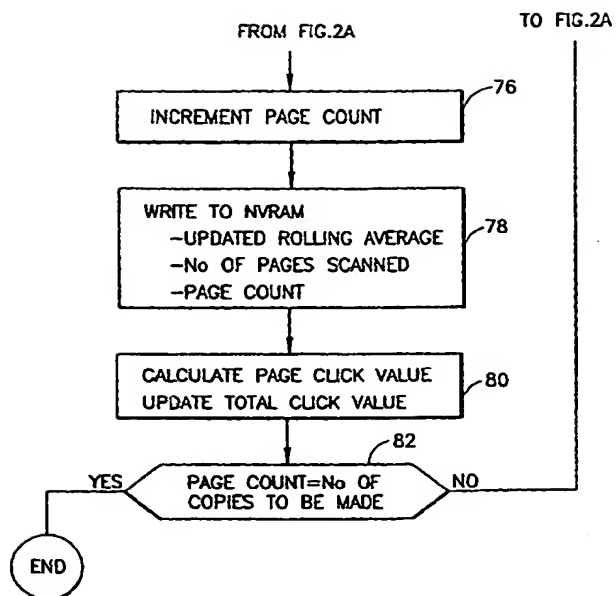 TO FIG.2A
FROM FIG.2A
76
INCREMENT PAGE COUNT
WRITE TO NVRAM
~UPDATED ROLLING AVERAGE
-No OF PAGES SCANNED
-PAGE COUNT
78
CALCULATE PAGE CLICK VALUE
UPDATE TOTAL CLICK VALUE
80
82
YES
PAGE COUNT=No OF
COPIES TO BE MADE
NO
END